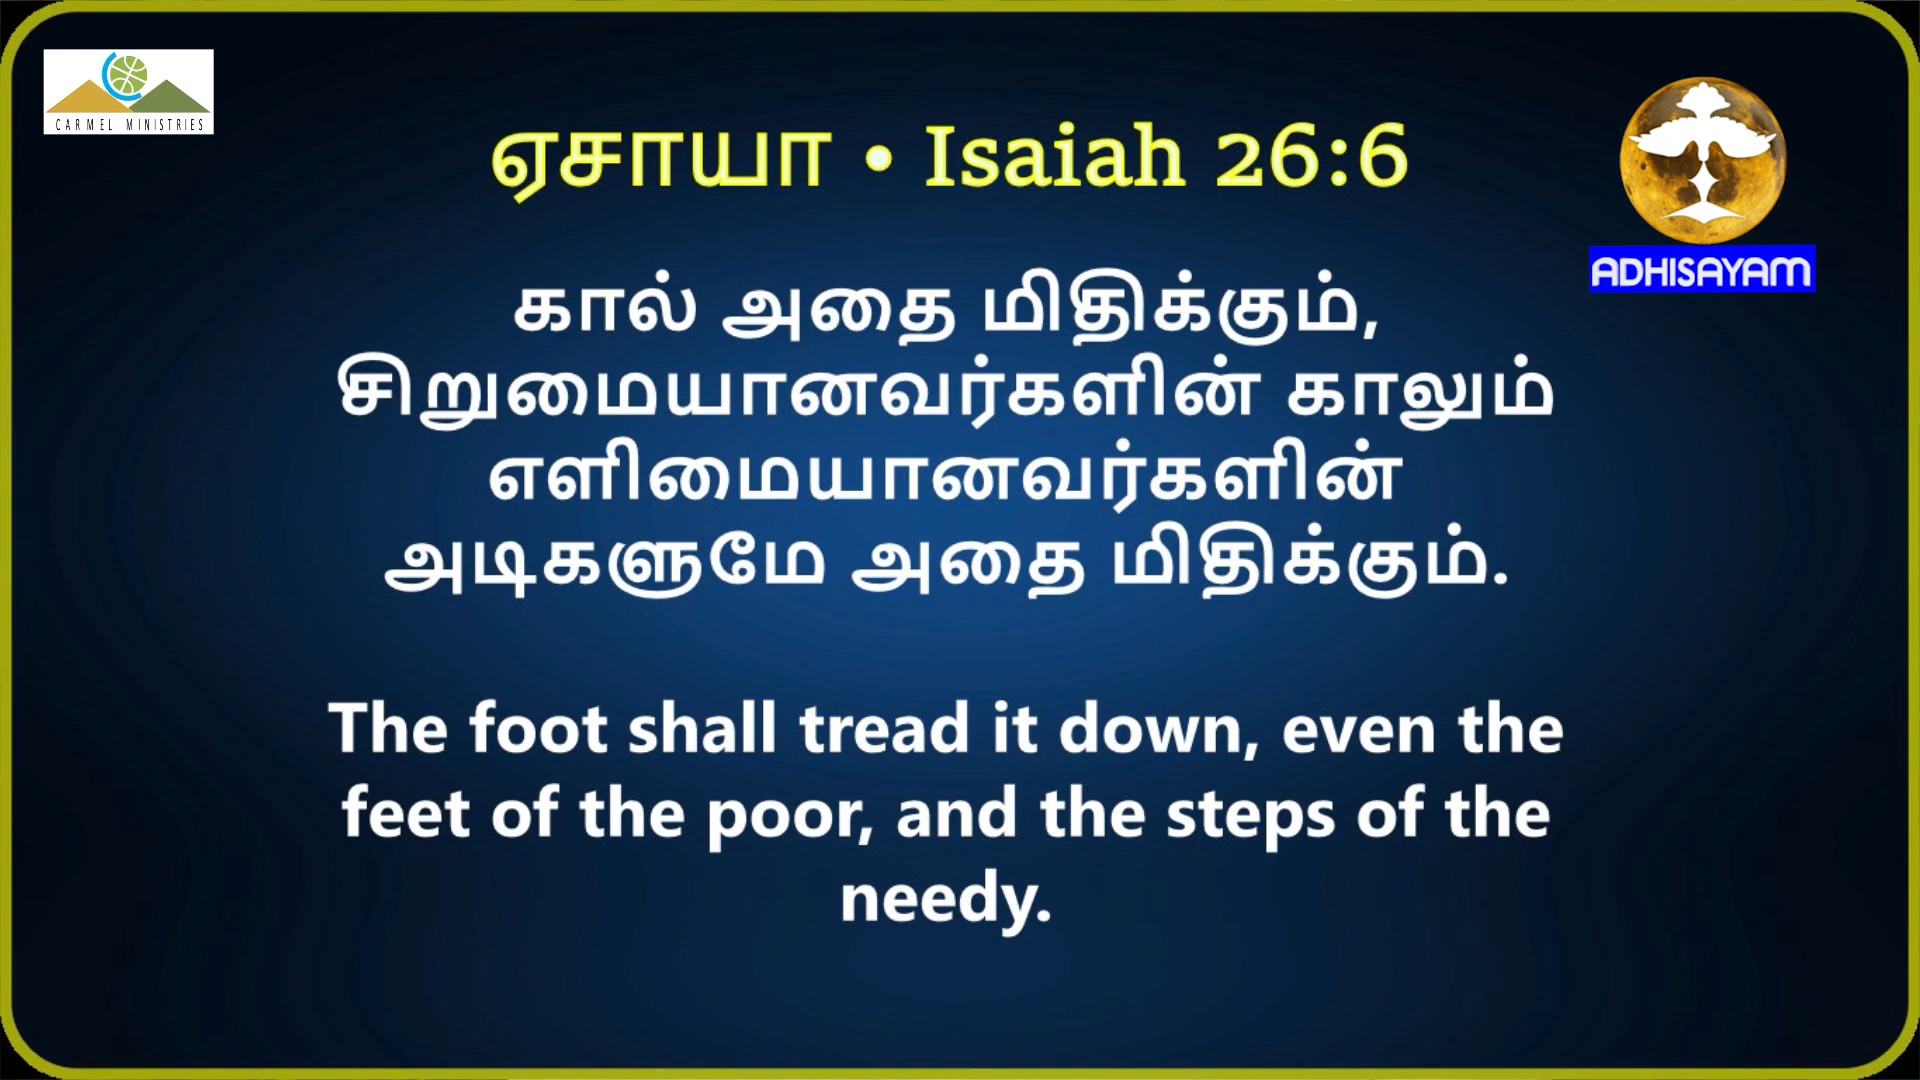 CARMEL MINISTRIES
ஏசாயா • Isaiah 26:6
ADHISAYAM
கால் அதை மிதிக்கும்,
சிறுமையானவர்களின் காலும்
எளிமையானவர்களின்
அடிகளுமே அதை மிதிக்கும்.
The foot shall tread it down, even the
feet of the poor, and the steps of the
needy.